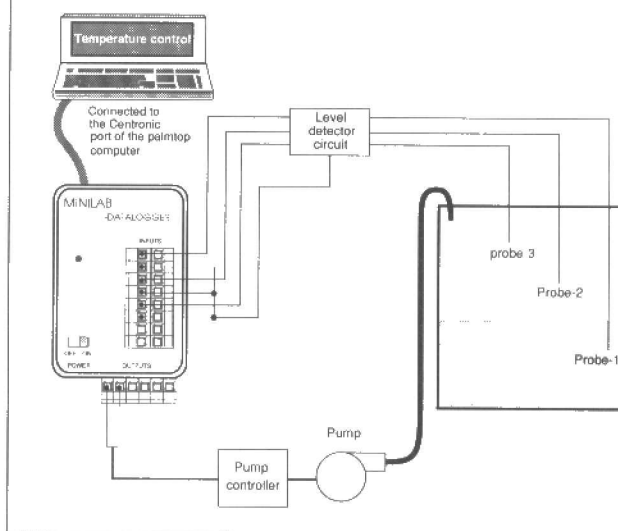 Temperature control
Connected to
the Centronic
port of the palmtop
computer
Level
detector
circuit
MINILAB
-DATALOGGER
INPUTS
probe 3
Probe-2
Probe-1
OFF ON
POWER
OUTPUTS
Pump
Pump
controller